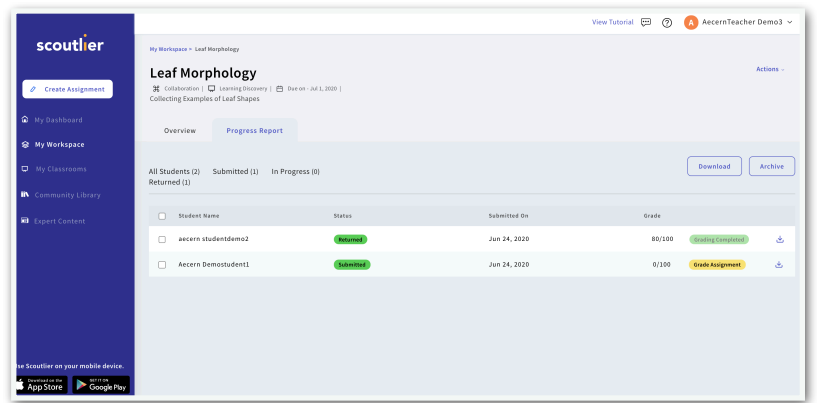 View Tutorial
AecernTeacher Demo3
A
scoutlier
Create Assignment
My Dashboard
My Workspace
My Classrooms
Community Library
Expert Content
Use Scoutlier on your mobile device.
Download on the
App Store
GET IT ON
Google Play
My Workspace > Leaf Morphology
Leaf Morphology
Actions
Collaboration | Learning.Discovery | Due on - Jul 1, 2020 |
Collecting Examples of Leaf Shapes
Overview Progress Report
All Students (2) Submitted (1) In Progress (0)
Returned (1)
Download Archive
Student Name Status Submitted On Grade
aecern studentdemo2 Returned Jun 24, 2020 80/100 Grading Completed
Aecern Demostudent1 Submitted Jun 24, 2020 0/100 Grade Assignment